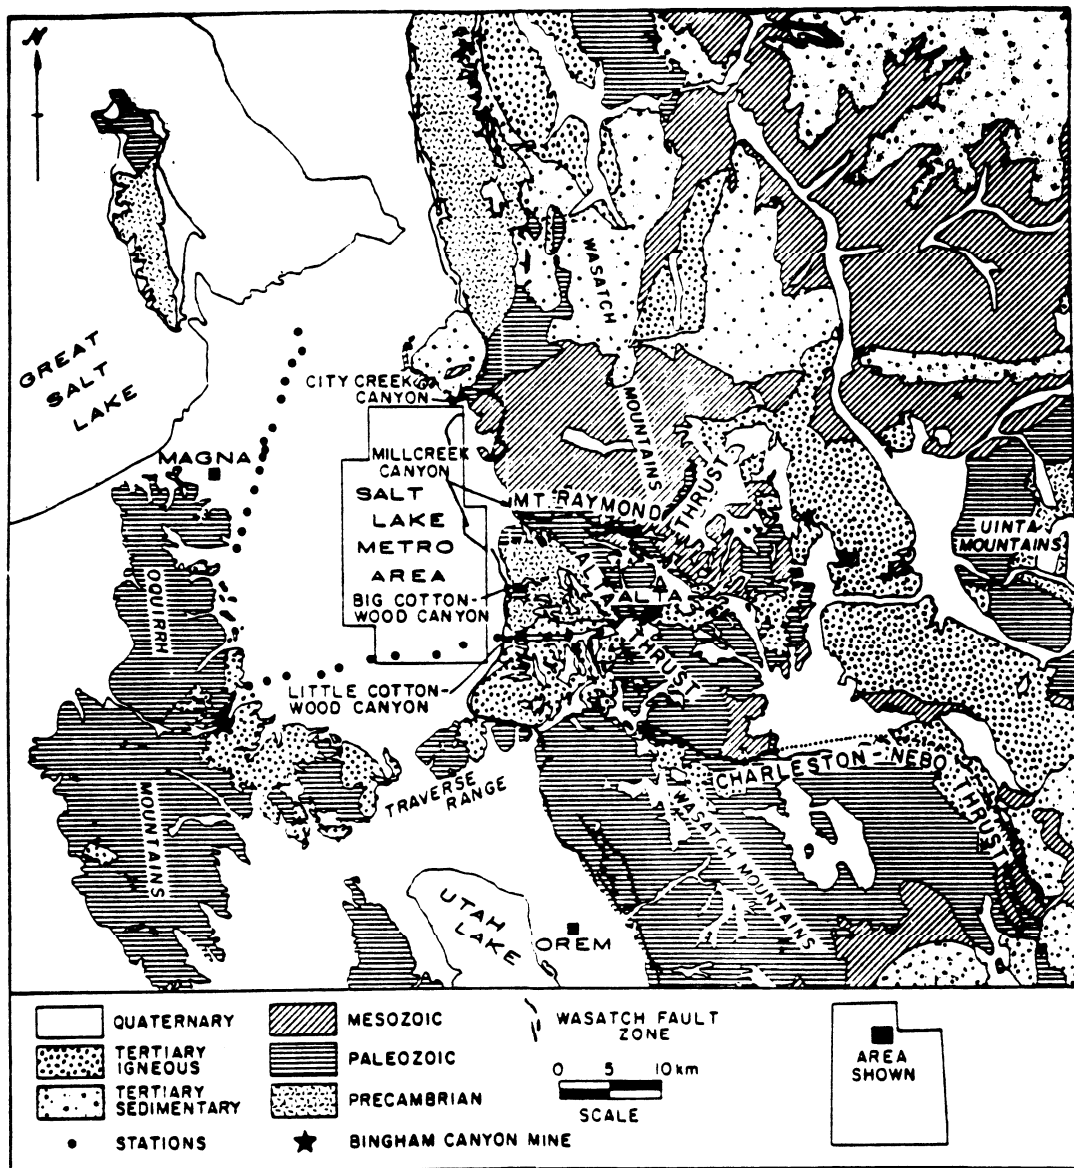 N
GREAT
SALT
LAKE
WASATCH
MOUNTAINS
CITY CREEK
CANYON
MAGNA
MILLCREEK
CANYON
SALT
LAKE
METRO
AREA
MT. RAYMOND
THRUST
UINTA
MOUNTAINS
OQUIRRH
MOUNTAINS
BIG COTTON-
WOOD CANYON
ALTA
ALTA
THRUST
LITTLE COTTON-
WOOD CANYON
TRAVERSE
RANGE
CHARLESTON-NEBO
THRUST
WASATCH MOUNTAINS
UTAH
LAKE
OREM
QUATERNARY
TERTIARY
IGNEOUS
TERTIARY
SEDIMENTARY
STATIONS
MESOZOIC
PALEOZOIC
PRECAMBRIAN
BINGHAM CANYON MINE
WASATCH FAULT
ZONE
0 5 10 km
SCALE
AREA
SHOWN